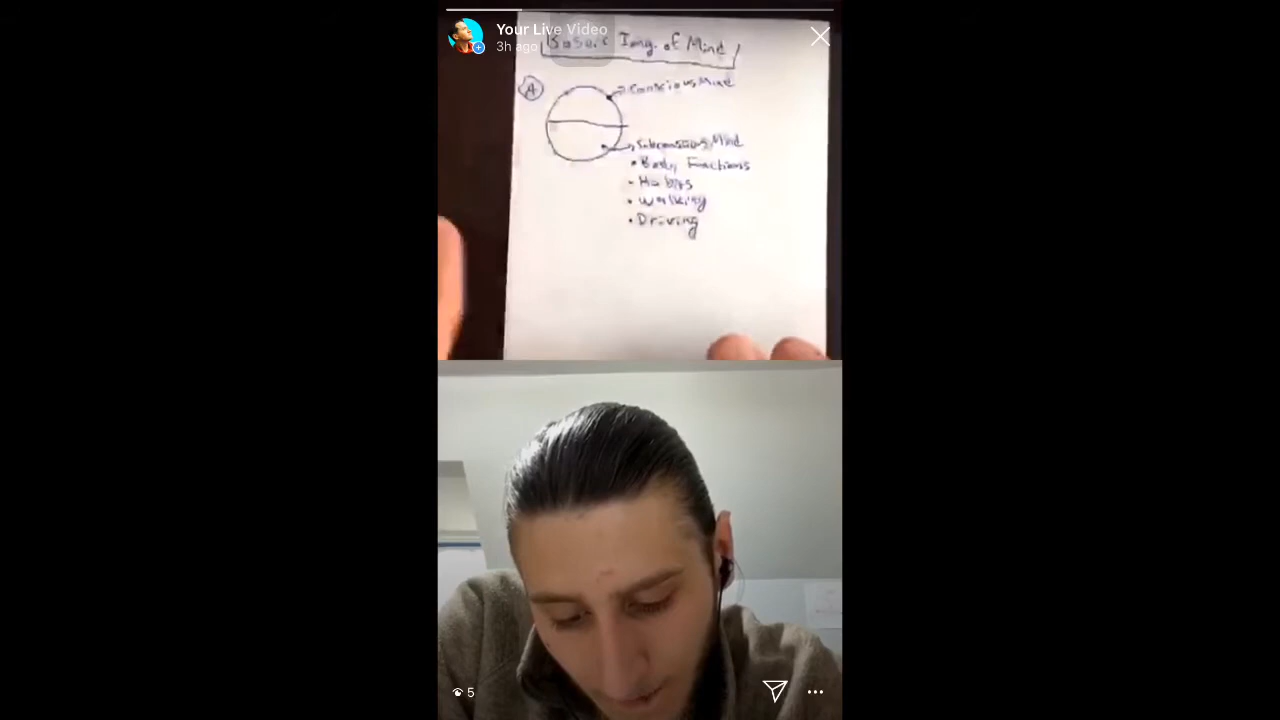 Your Live Video
3h ago
Basic Img. of Mind
A
Conscious Mind
Subconscious Mind
• Body Functions
• Habits
• Walking
• Driving
5